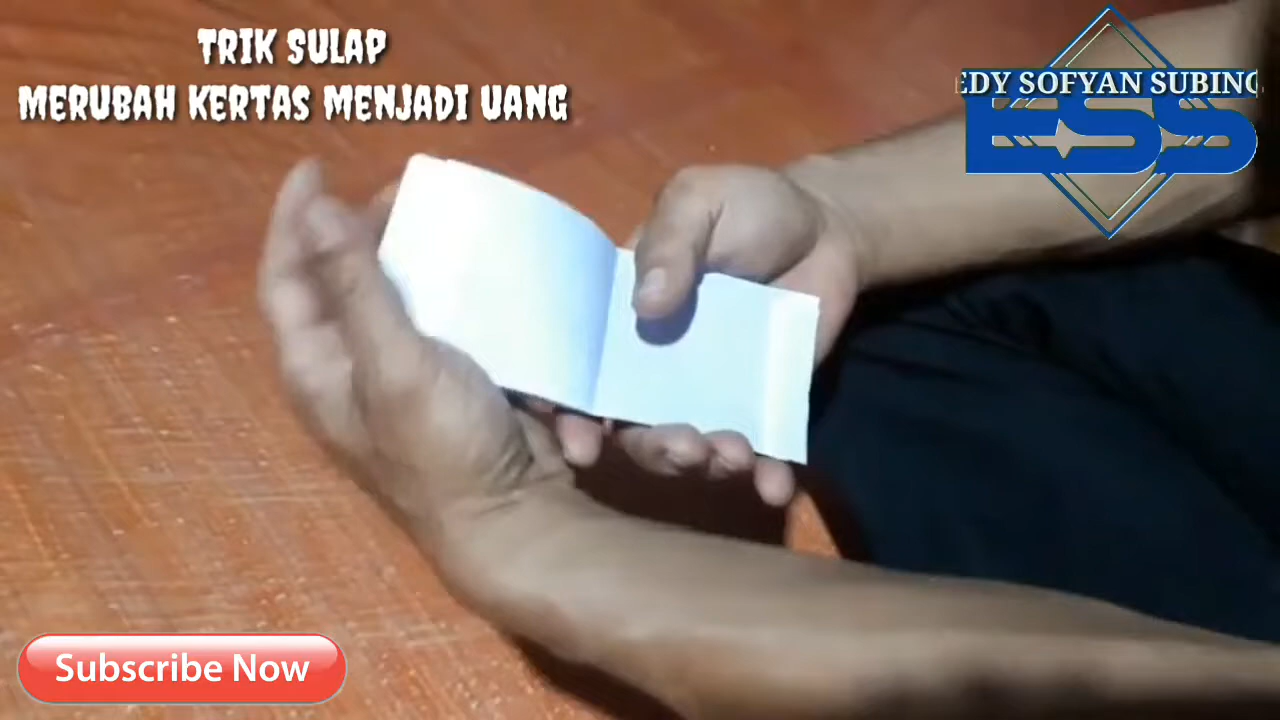 TRIK SULAP
MERUBAH KERTAS MENJADI UANG
EDY SOFYAN SUBING
ESS
Subscribe Now